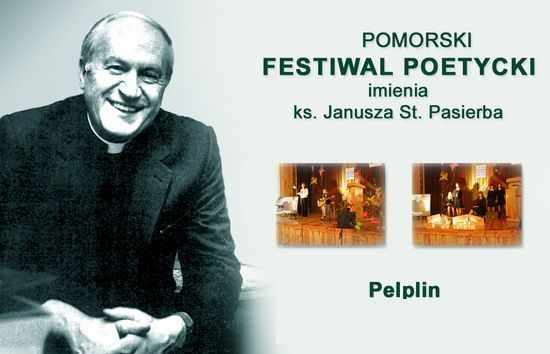 POMORSKI
FESTIWAL POETYCKI
imienia
ks. Janusza St. Pasierba
Pelplin